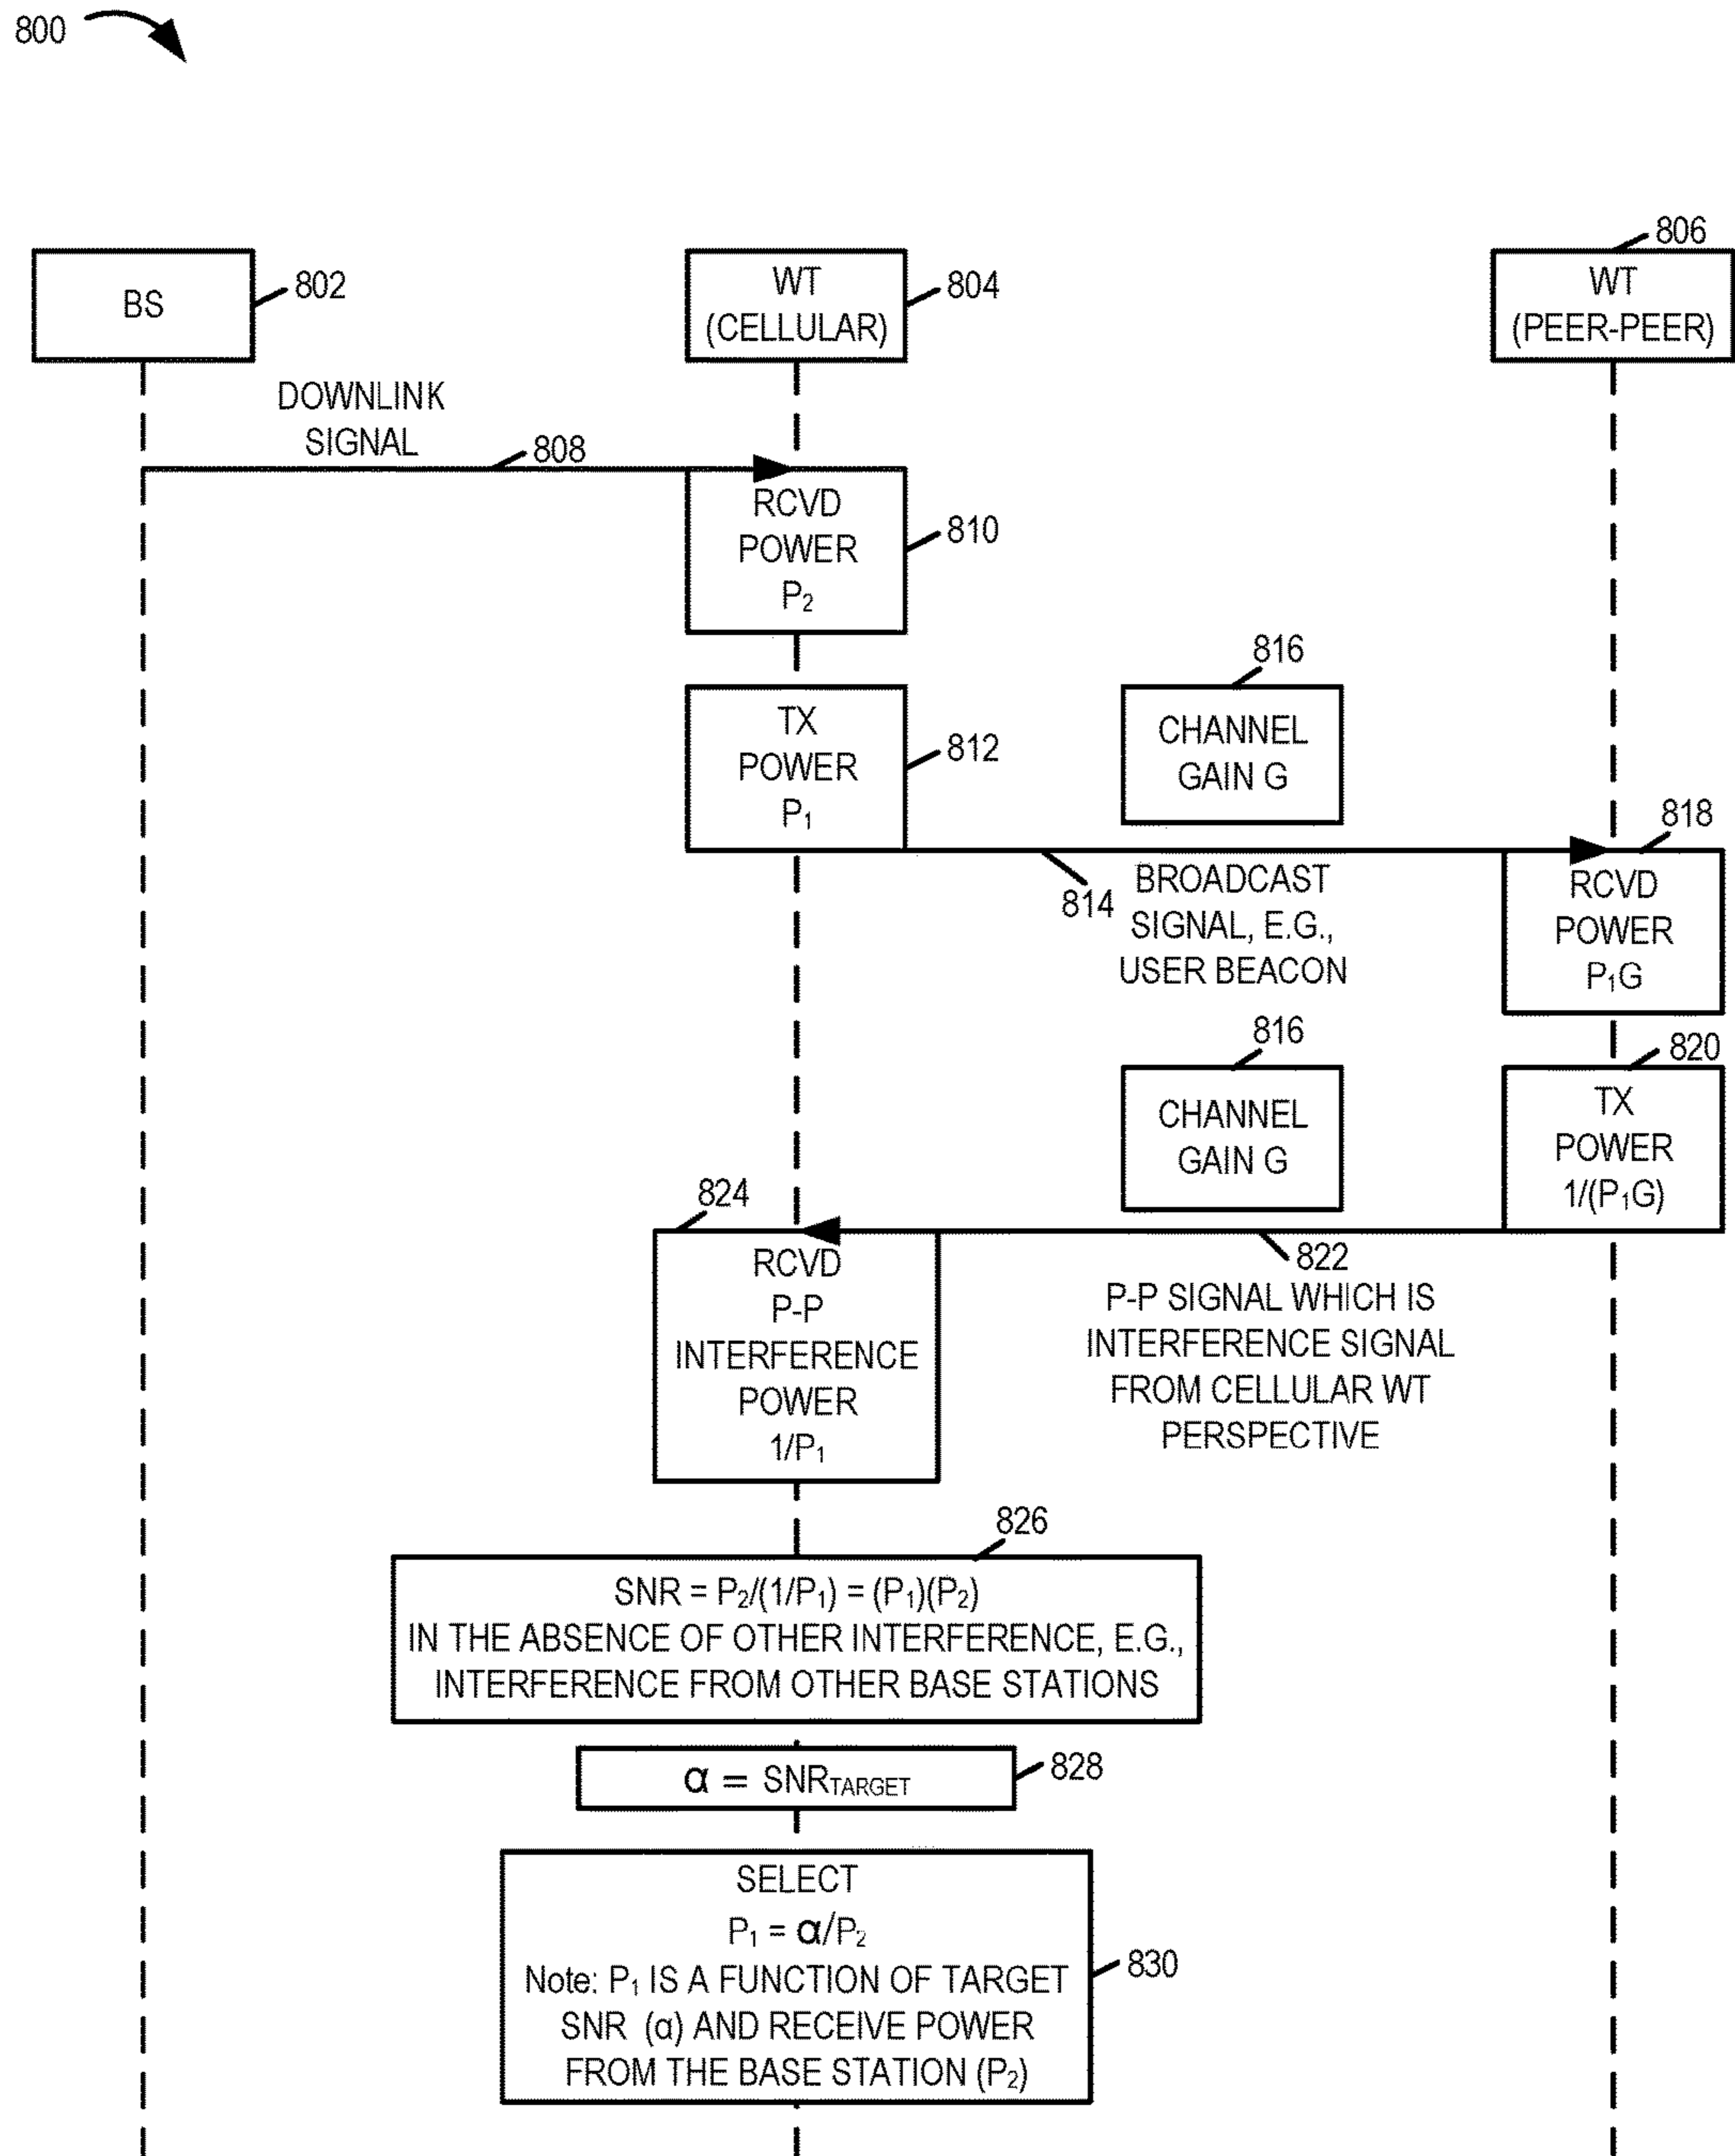 800
806
BS
802
WT
(CELLULAR)
804
WT
(PEER-PEER)
DOWNLINK
SIGNAL
808
RCVD
POWER
P₂
810
816
TX
POWER
P₁
812
CHANNEL
GAIN G
818
814
BROADCAST
SIGNAL, E.G.,
USER BEACON
RCVD
POWER
P₁G
816
820
CHANNEL
GAIN G
TX
POWER
1/(P₁G)
824
822
RCVD
P-P
INTERFERENCE
POWER
1/P₁
P-P SIGNAL WHICH IS
INTERFERENCE SIGNAL
FROM CELLULAR WT
PERSPECTIVE
826
SNR = P₂/(1/P₁) = (P₁)(P₂)
IN THE ABSENCE OF OTHER INTERFERENCE, E.G.,
INTERFERENCE FROM OTHER BASE STATIONS
α = SNR_TARGET
828
SELECT
P₁ = α/P₂
Note: P₁ IS A FUNCTION OF TARGET
SNR (α) AND RECEIVE POWER
FROM THE BASE STATION (P₂)
830